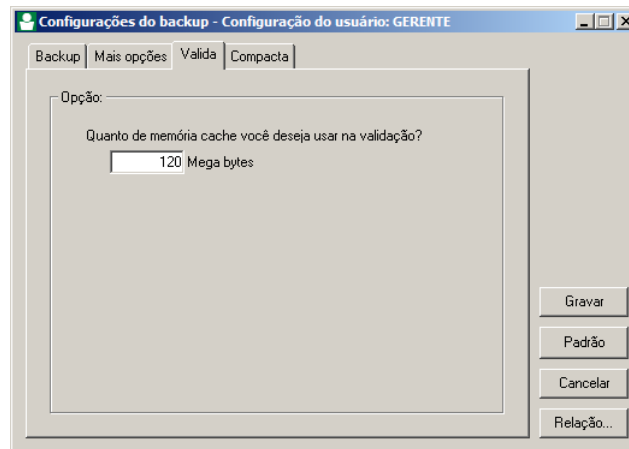 Configurações do backup - Configuração do usuário: GERENTE
Backup Mais opções Valida Compacta
Opção:
Quanto de memória cache você deseja usar na validação?
120 Mega bytes
Gravar
Padrão
Cancelar
Relação...